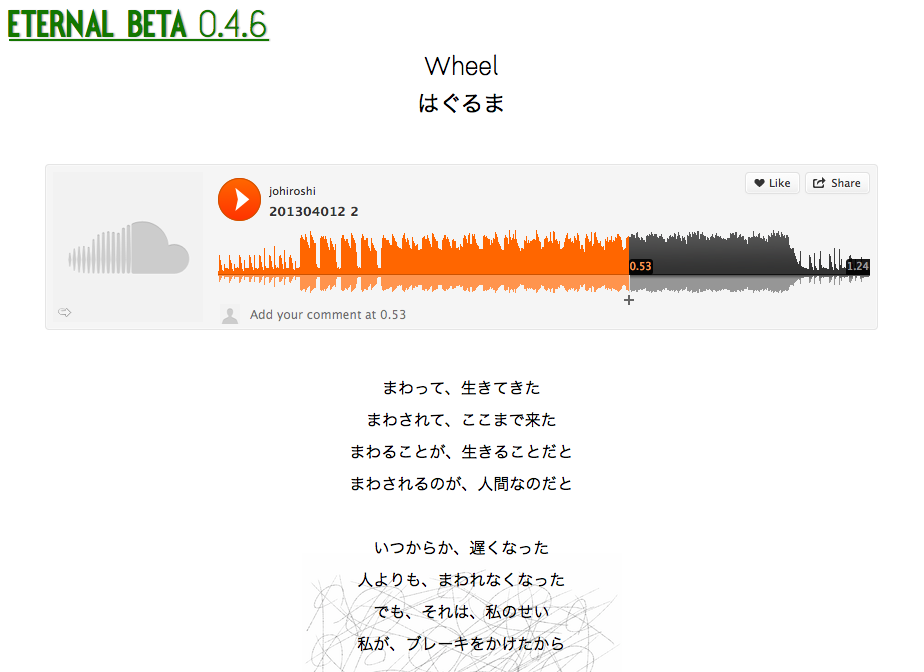 ETERNAL BETA 0.4.6
Wheel
はぐるま
johiroshi
201304012 2
Like
Share
0.53
1.24
Add your comment at 0.53
まわって、生きてきた
まわされて、ここまで来た
まわることが、生きることだと
まわされるのが、人間なのだと
いつからか、遅くなった
人よりも、まわれなくなった
でも、それは、私のせい
私が、ブレーキをかけたから